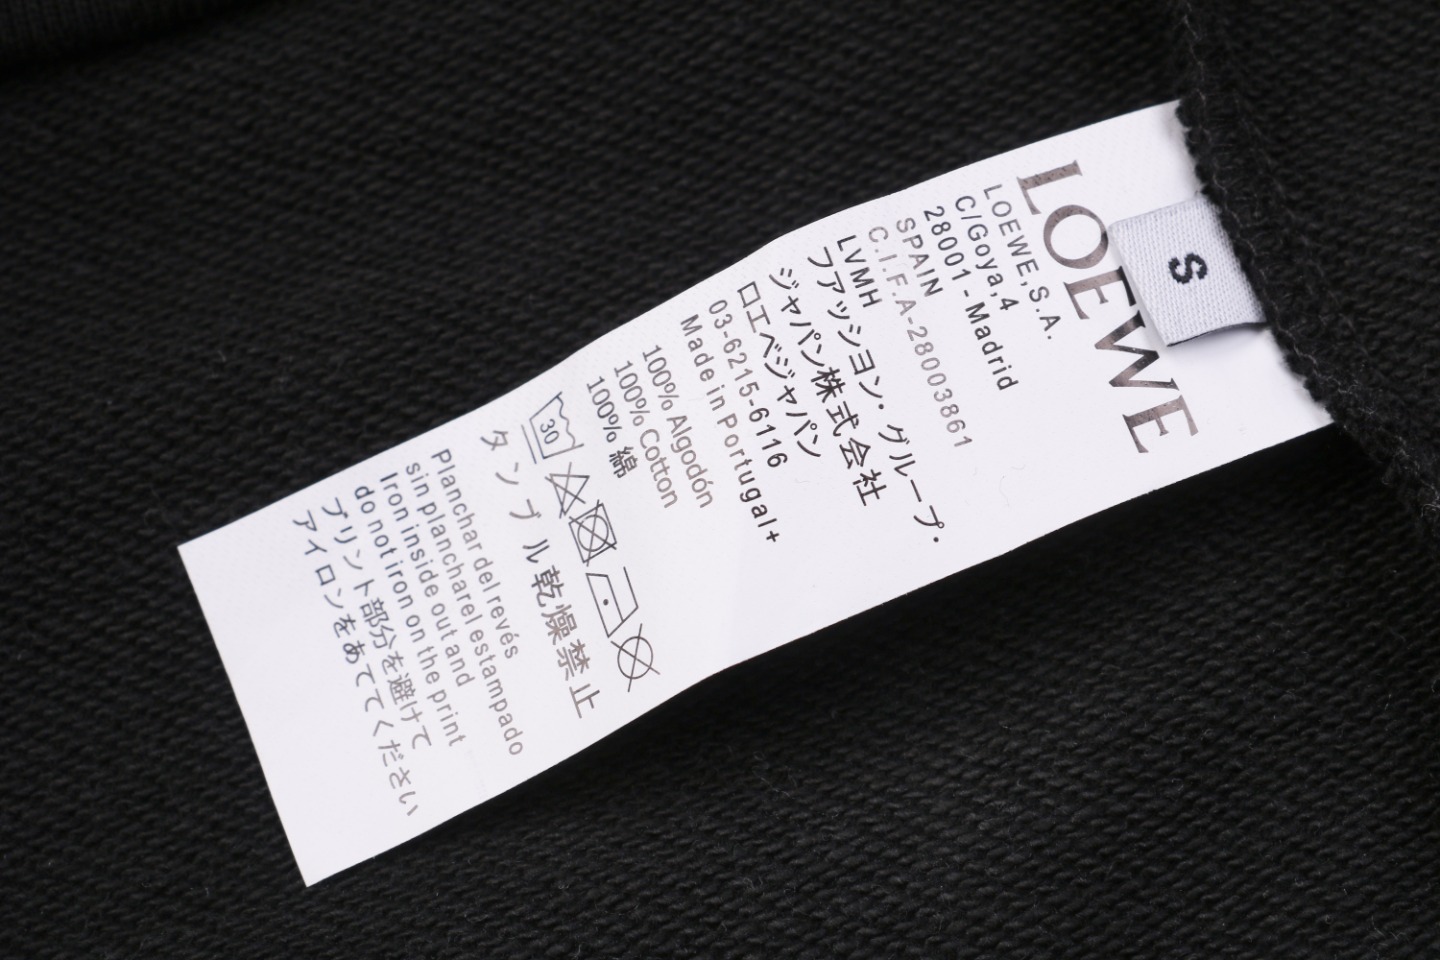 LOEWE
S
LOEWE,S.A.
C/Goya,4
28001-Madrid
SPAIN
C.I.F.A-28003861
LVMH
フアッシヨン・グループ・
ジャパン株式会社
ロエベジャパン
03-6215-6116
Made in Portugal+
100% Algodón
100% Cotton
100% 綿
30
タンブル乾燥禁止
Planchar del revés
sin planchar el estampado
Iron inside out and
do not iron on the print
プリント部分を避けて
アイロンをあててください